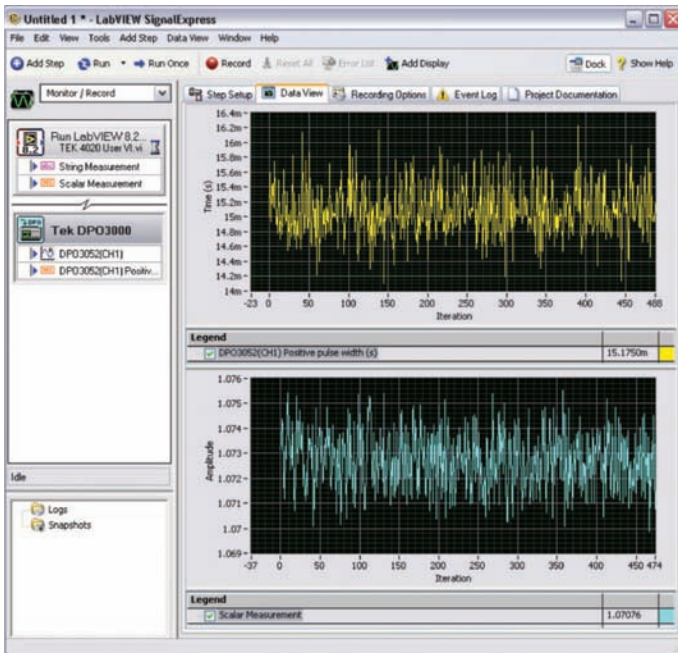 Untitled 1 * - LabVIEW SignalExpress
File Edit View Tools Add Step Data View Window Help
Add Step Run Run Once Record Reset All Error List Add Display Dock Show Help
Monitor / Record
Step Setup Data View Recording Options Event Log Project Documentation
8.2
Run LabVIEW 8.2...
TEK 4020 User VI.vi
String Measurement
Scalar Measurement
Tek DPO3000
DPO3052(CH1)
DPO3052(CH1) Positiv...
Idle
Logs
Snapshots
16.4m
16.2m
16m
15.8m
15.6m
15.4m
15.2m
15m
14.8m
14.6m
14.4m
14.2m
14m
Time (s)
-23 0 50 100 150 200 250 300 350 400 450 488
Iteration
Legend
DPO3052(CH1) Positive pulse width (s) 15.1750m
1.076
1.075
1.074
1.073
1.072
1.071
1.07
1.069
Amplitude
-37 0 50 100 150 200 250 300 350 400 450 474
Iteration
Legend
Scalar Measurement 1.07076